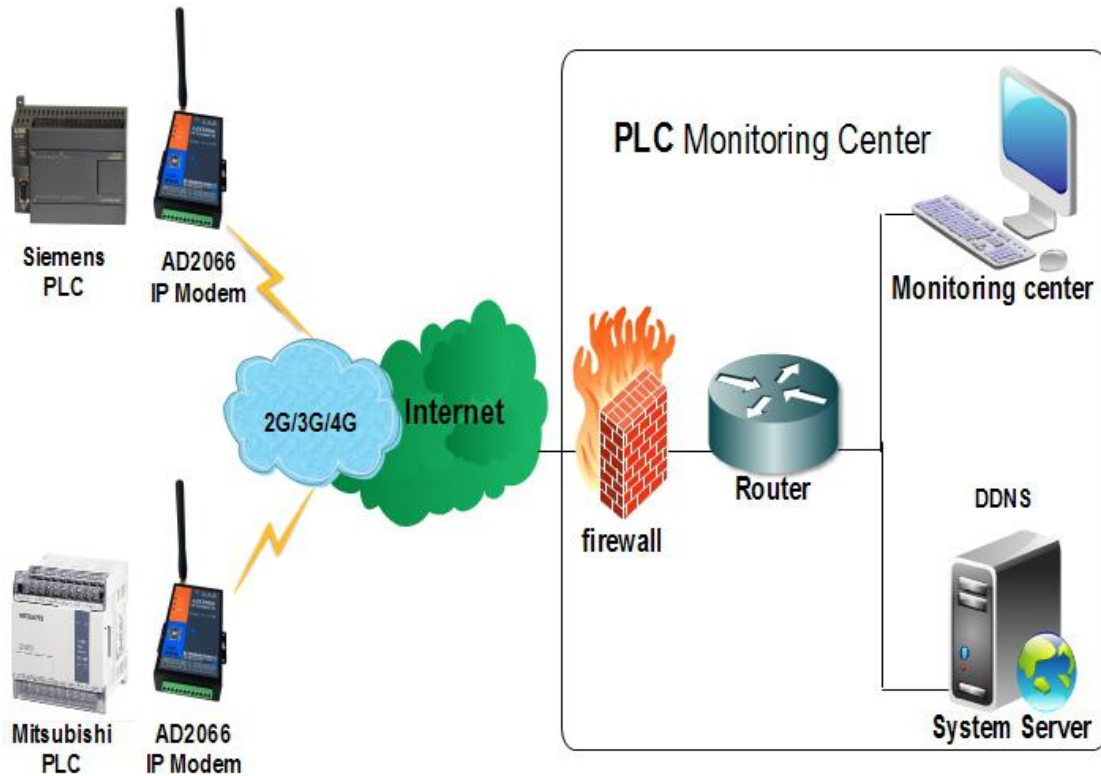 PLC Monitoring Center
Siemens
PLC
AD2066
IP Modem
2G/3G/4G
Internet
firewall
Router
Monitoring center
DDNS
System Server
Mitsubishi
PLC
AD2066
IP Modem